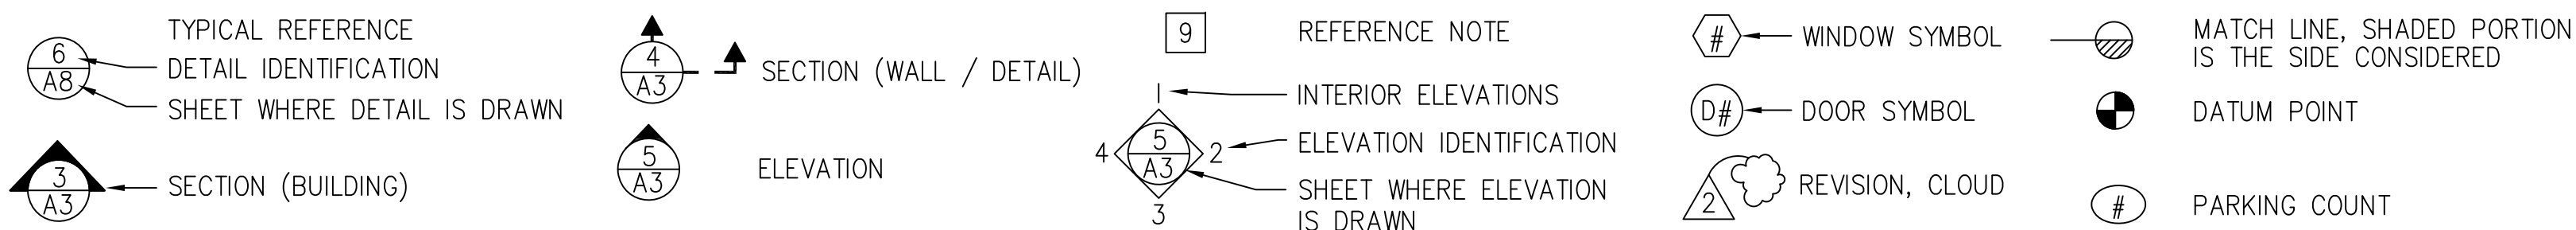 TYPICAL REFERENCE
6
A8
DETAIL IDENTIFICATION
SHEET WHERE DETAIL IS DRAWN
3
A3
SECTION (BUILDING)
4
A3
SECTION (WALL / DETAIL)
5
A3
ELEVATION
9
REFERENCE NOTE
1
INTERIOR ELEVATIONS
4
5
A3
2
3
ELEVATION IDENTIFICATION
SHEET WHERE ELEVATION
IS DRAWN
#
WINDOW SYMBOL
D#
DOOR SYMBOL
2
REVISION, CLOUD
MATCH LINE, SHADED PORTION
IS THE SIDE CONSIDERED
DATUM POINT
#
PARKING COUNT